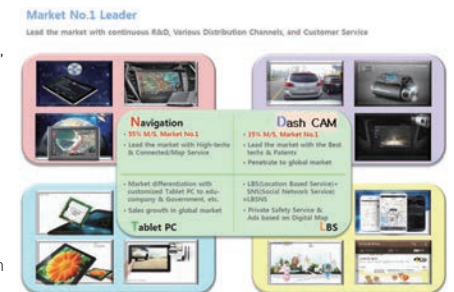 Market No.1 Leader
Lead the market with continuous R&D, Various Distribution Channels, and Customer Service
Navigation
• 55% M/S, Market No.1
• Lead the market with High-techs
& Connected/Map Service
Dash CAM
• 35% M/S, Market No.1
• Lead the market with the Best
techs & Patents
• Penetrate to global market
• Market differentiation with
customized Tablet PC to edu-
company & Government, etc.
• Sales growth in global market
Tablet PC
• LBS(Location Based Service)+
SNS(Social Network Service)
=LBSNS
• Private Safety Service &
Ads based on Digital Map
LBS